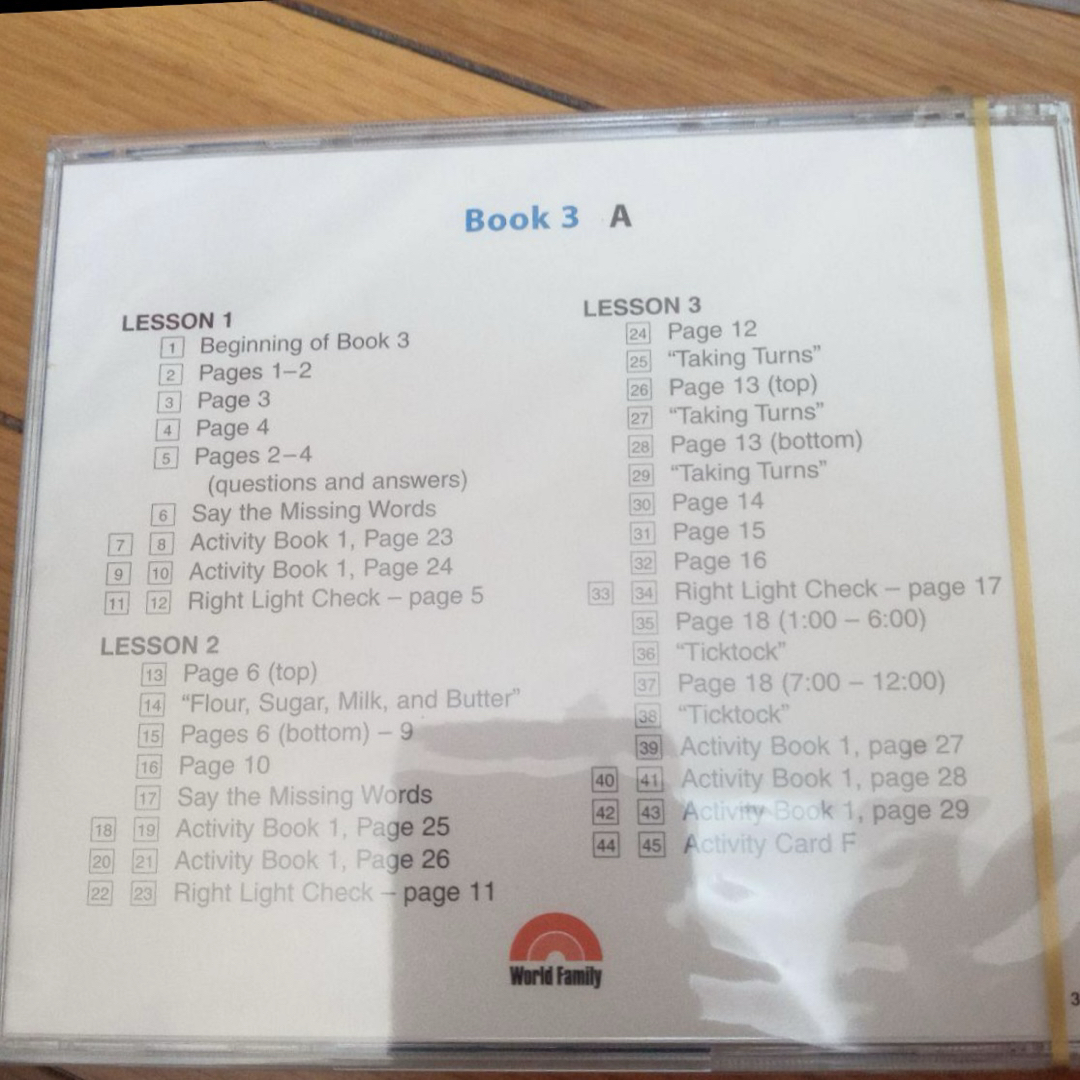 Book 3 A
LESSON 1
1 Beginning of Book 3
2 Pages 1–2
3 Page 3
4 Page 4
5 Pages 2–4
(questions and answers)
6 Say the Missing Words
7 8 Activity Book 1, Page 23
9 10 Activity Book 1, Page 24
11 12 Right Light Check – page 5
LESSON 2
13 Page 6 (top)
14 “Flour, Sugar, Milk, and Butter”
15 Pages 6 (bottom) – 9
16 Page 10
17 Say the Missing Words
18 19 Activity Book 1, Page 25
20 21 Activity Book 1, Page 26
22 23 Right Light Check – page 11
LESSON 3
24 Page 12
25 “Taking Turns”
26 Page 13 (top)
27 “Taking Turns”
28 Page 13 (bottom)
29 “Taking Turns”
30 Page 14
31 Page 15
32 Page 16
33 34 Right Light Check – page 17
35 Page 18 (1:00 – 6:00)
36 “Ticktock”
37 Page 18 (7:00 – 12:00)
38 “Ticktock”
39 Activity Book 1, page 27
40 41 Activity Book 1, page 28
42 43 Activity Book 1, page 29
44 45 Activity Card F
World Family